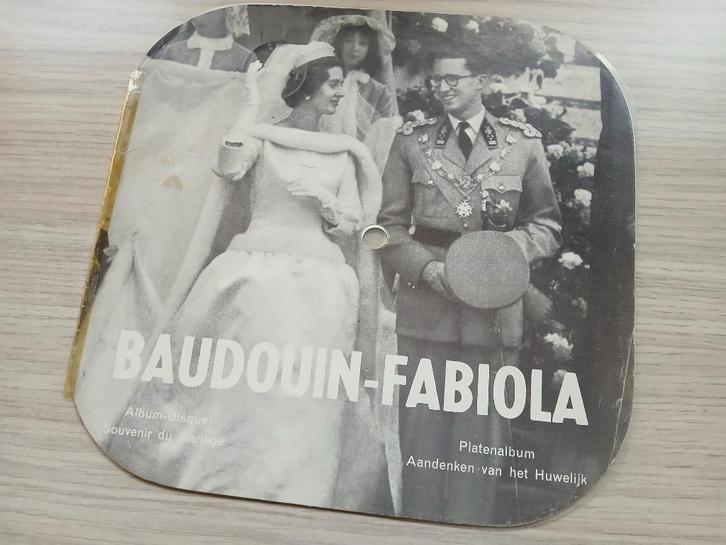 BAUDOUIN-FABIOLA
Album-Disque
Souvenir du Mariage
Platenalbum
Aandenken van het Huwelijk